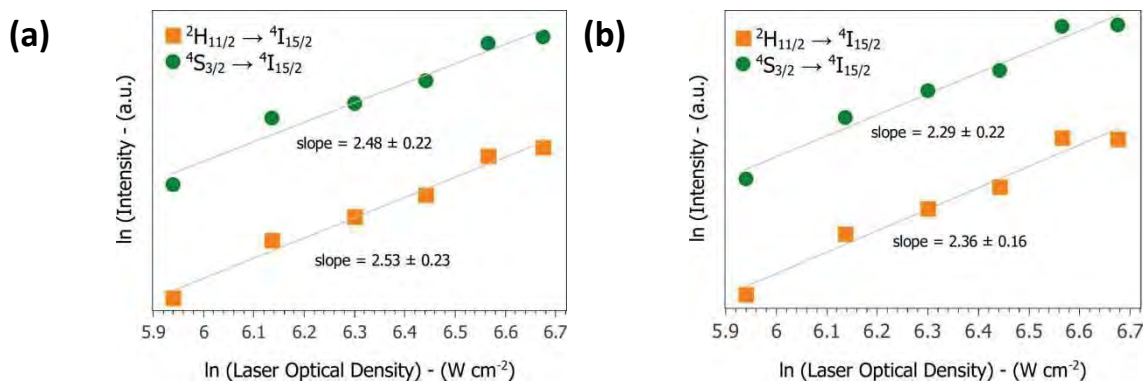 (a)
²H₁₁/₂ → ⁴I₁₅/₂
⁴S₃/₂ → ⁴I₁₅/₂
slope = 2.48 ± 0.22
slope = 2.53 ± 0.23
ln (Intensity - (a.u.)
5.9 6 6.1 6.2 6.3 6.4 6.5 6.6 6.7
ln (Laser Optical Density) - (W cm⁻²)
(b)
²H₁₁/₂ → ⁴I₁₅/₂
⁴S₃/₂ → ⁴I₁₅/₂
slope = 2.29 ± 0.22
slope = 2.36 ± 0.16
ln (Intensity) - (a.u.)
5.9 6 6.1 6.2 6.3 6.4 6.5 6.6 6.7
ln (Laser Optical Density) - (W cm⁻²)